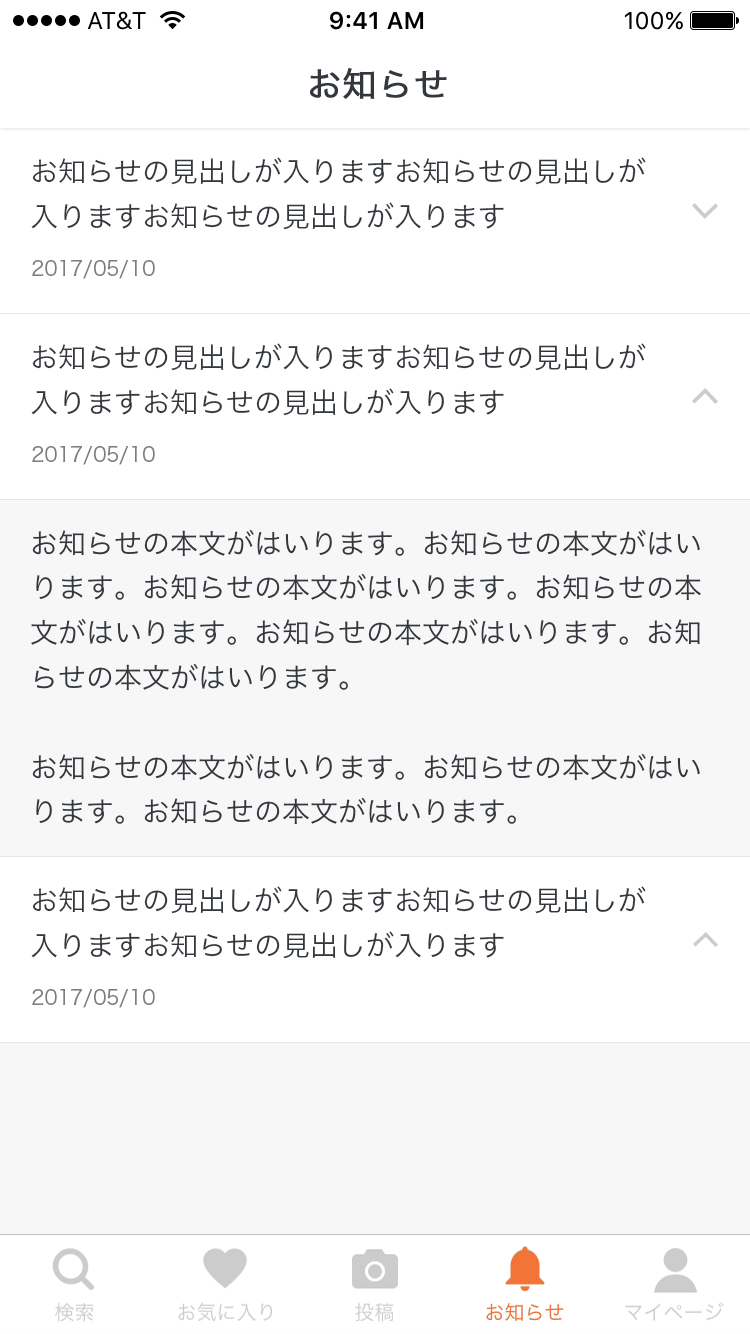 AT&T 9:41 AM 100%
お知らせ
お知らせの見出しが入りますお知らせの見出しが
入りますお知らせの見出しが入ります
2017/05/10
お知らせの見出しが入りますお知らせの見出しが
入りますお知らせの見出しが入ります
2017/05/10
お知らせの本文がはいります。お知らせの本文がはい
ります。お知らせの本文がはいります。お知らせの本
文がはいります。お知らせの本文がはいります。お知
らせの本文がはいります。
お知らせの本文がはいります。お知らせの本文がはい
ります。お知らせの本文がはいります。
お知らせの見出しが入りますお知らせの見出しが
入りますお知らせの見出しが入ります
2017/05/10
検索 お気に入り 投稿 お知らせ マイページ